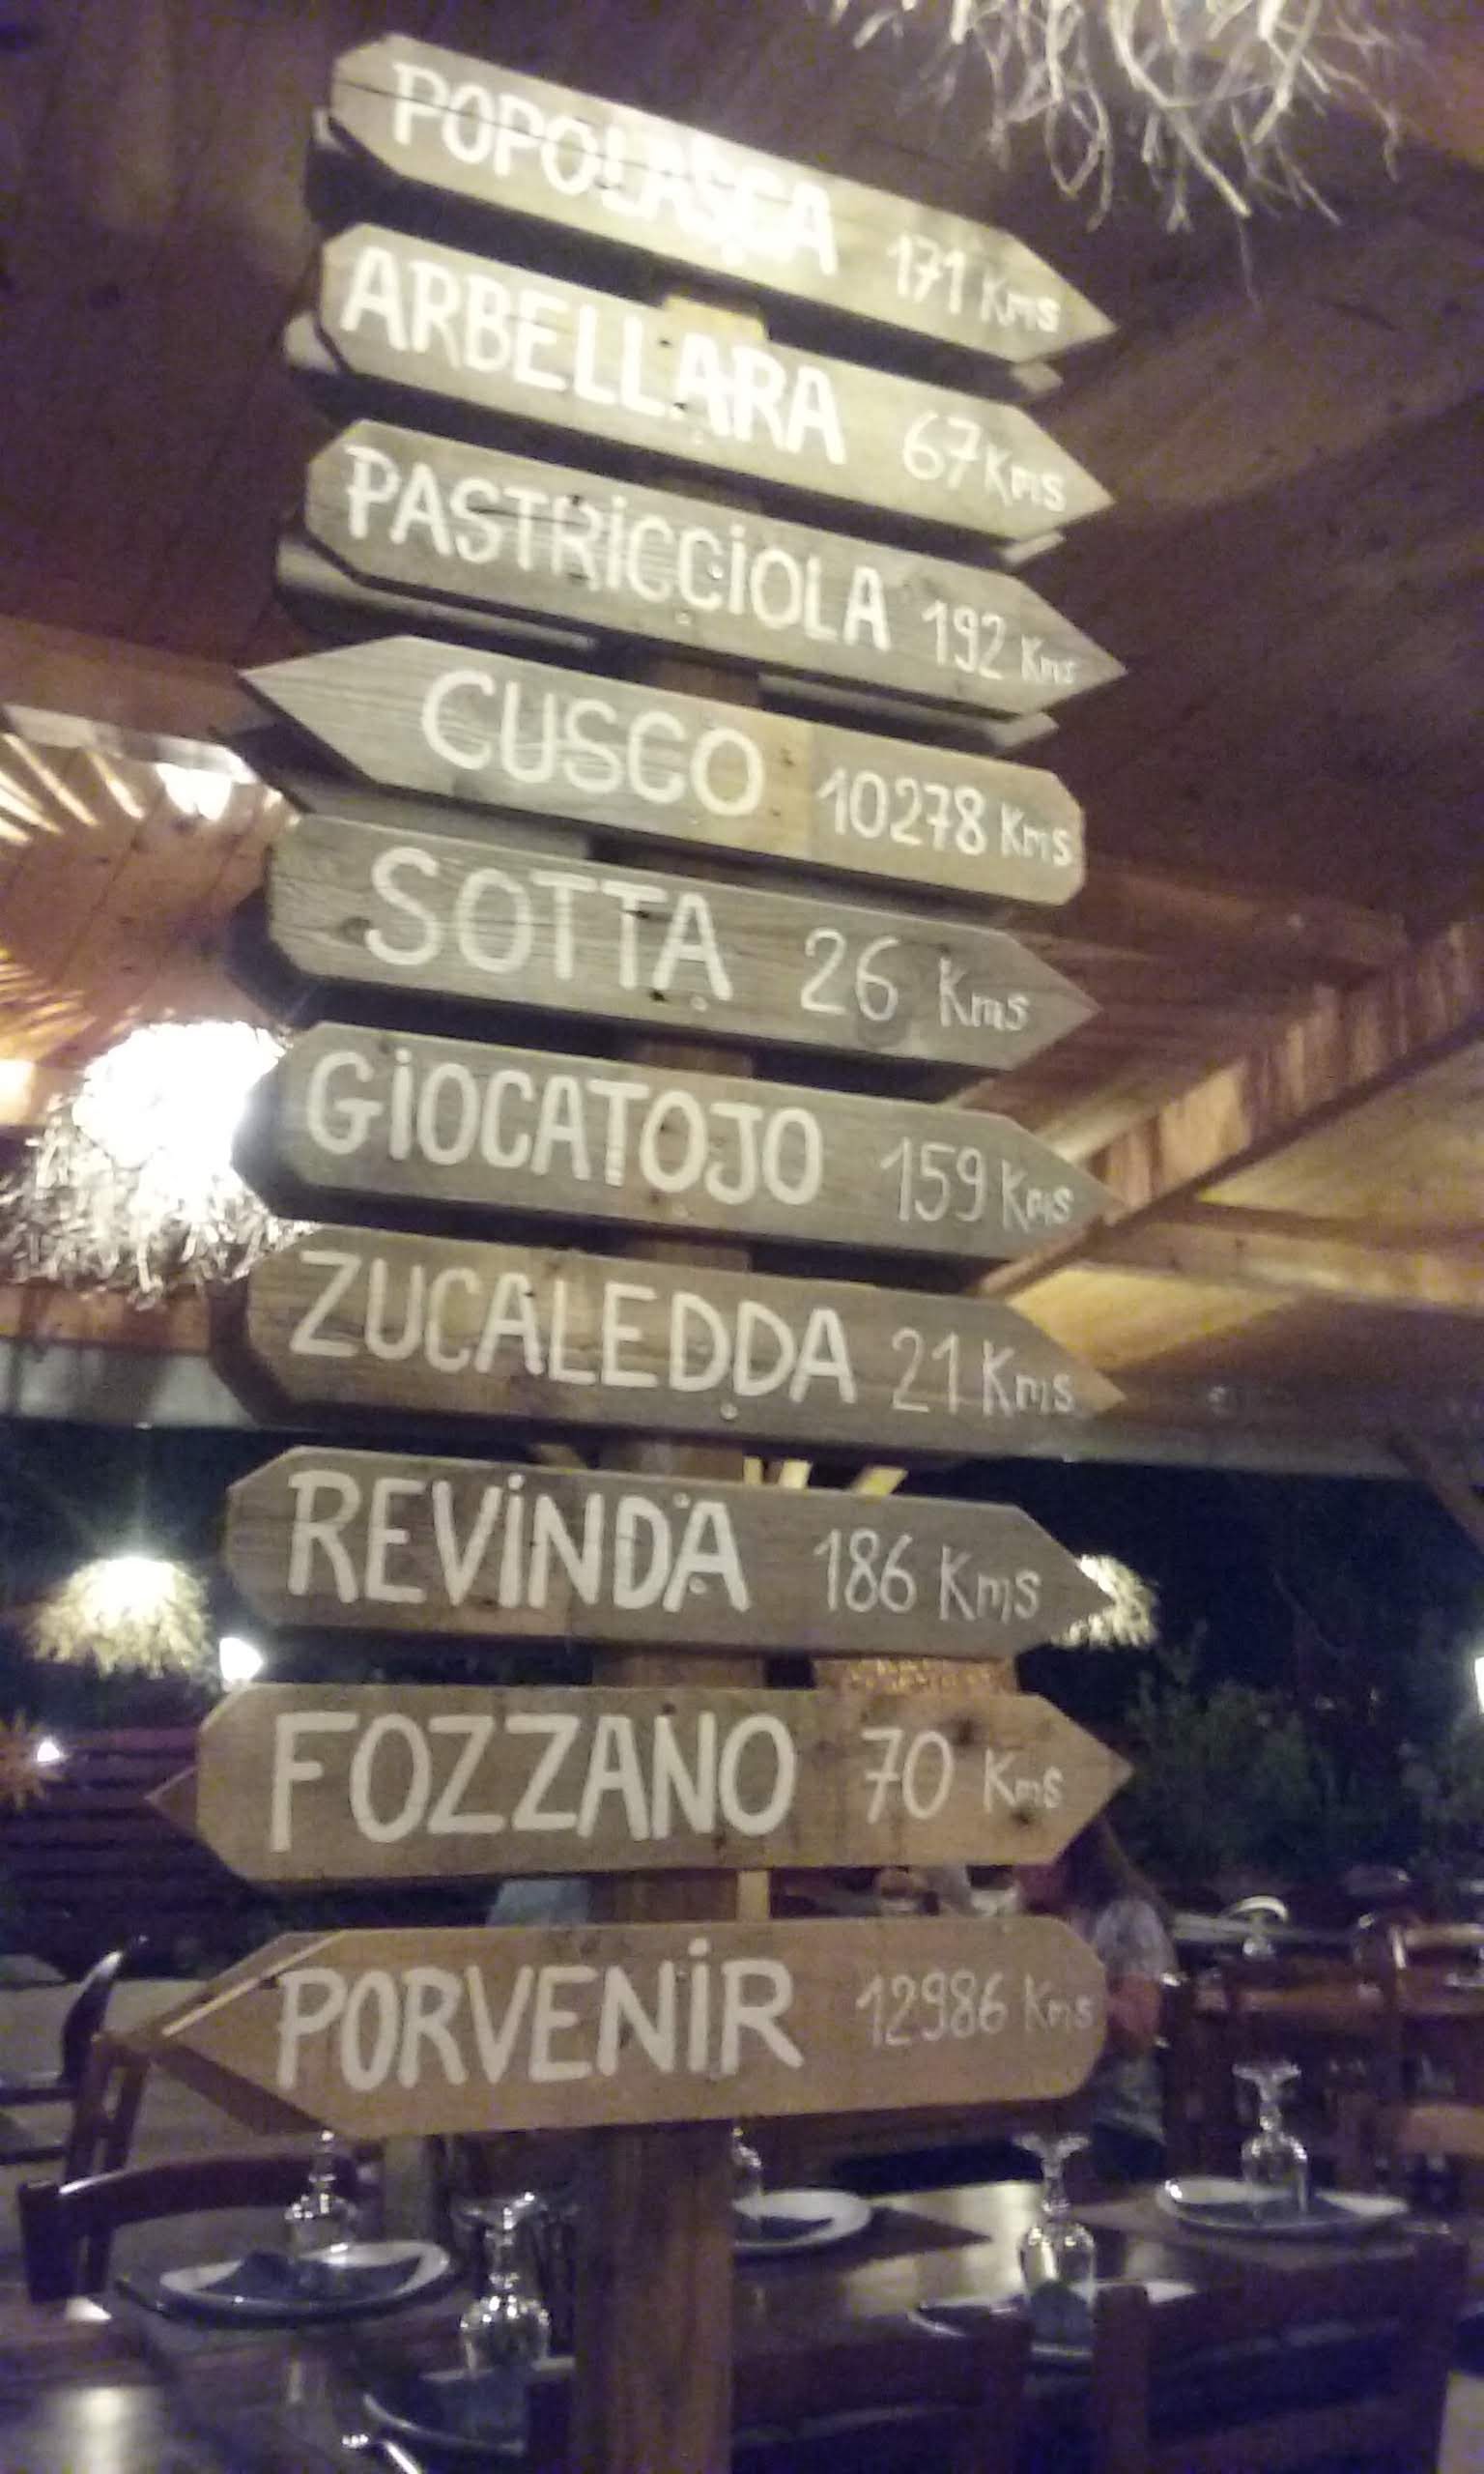 POPOLASCA 171 Kms
ARBELLARA 67 Kms
PASTRICCIOLA 192 Kms
CUSCO 10278 Kms
SOTTA 26 Kms
GIOCATOJO 159 Kms
ZUCALEDDA 21 Kms
REVINDA 186 Kms
FOZZANO 70 Kms
PORVENIR 12986 Kms